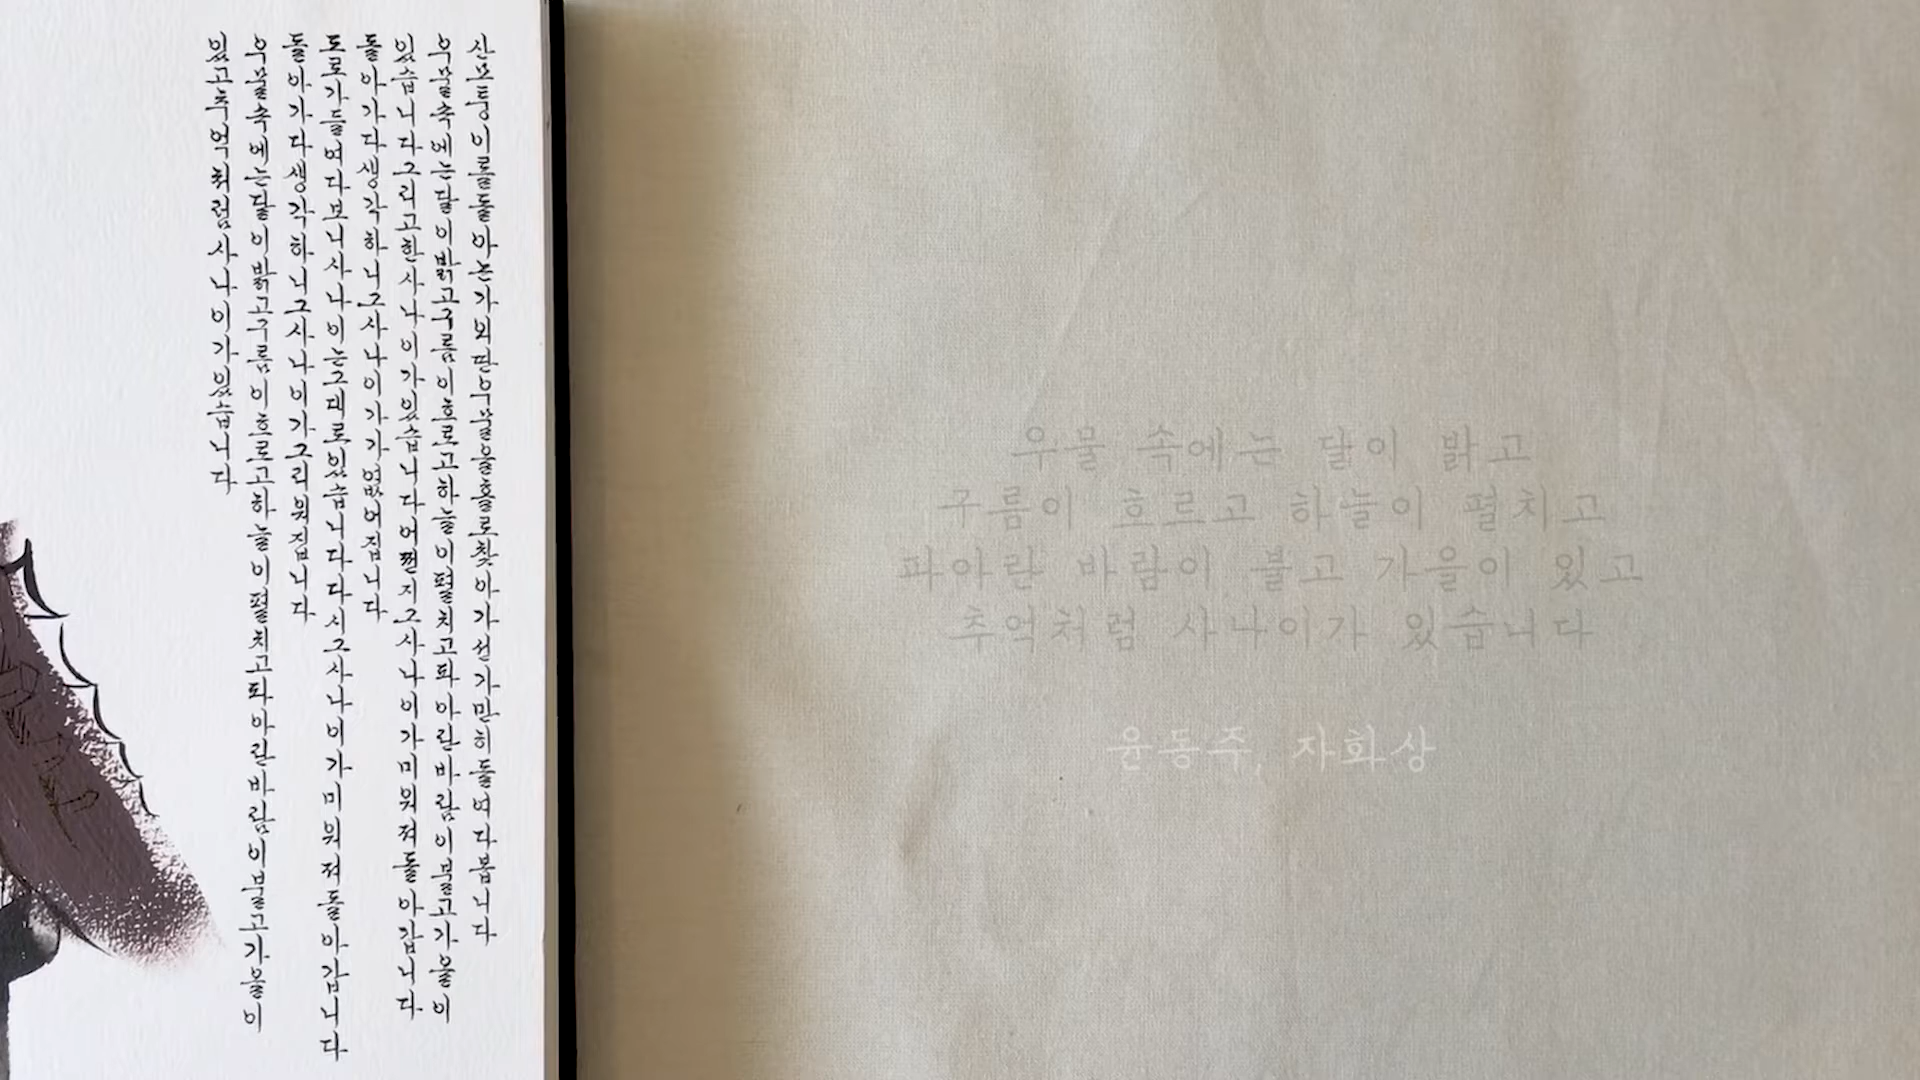 산모퉁이를돌아논가외딴우물을홀로찾아가선가만히들여다봅니다
우물속에는달이밝고구름이흐르고하늘이펼치고파아란바람이불고가을이
있습니다그리고한사나이가있습니다어쩐지그사나이가미워져돌아갑니다
돌아가다생각하니그사나이가가엾어집니다
도로가들여다보니사나이는그대로있습니다다시그사나이가미워져돌아갑니다
돌아가다생각하니그사나이가그리워집니다
우물속에는달이밝고구름이흐르고하늘이펼치고파아란바람이불고가을이
있고추억처럼사나이가있습니다
우물 속에는 달이 밝고
구름이 흐르고 하늘이 펼치고
파아란 바람이 불고 가을이 있고
추억처럼 사나이가 있습니다
윤동주, 자화상